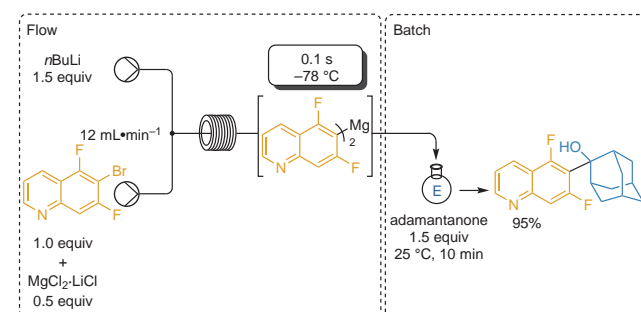 Flow
Batch
nBuLi
1.5 equiv
0.1 s
–78 °C
12 mL•min⁻¹
F
Br
F
N
F
Mg
2
F
N
E
HO
F
F
N
95%
1.0 equiv
+
MgCl₂·LiCl
0.5 equiv
adamantanone
1.5 equiv
25 °C, 10 min